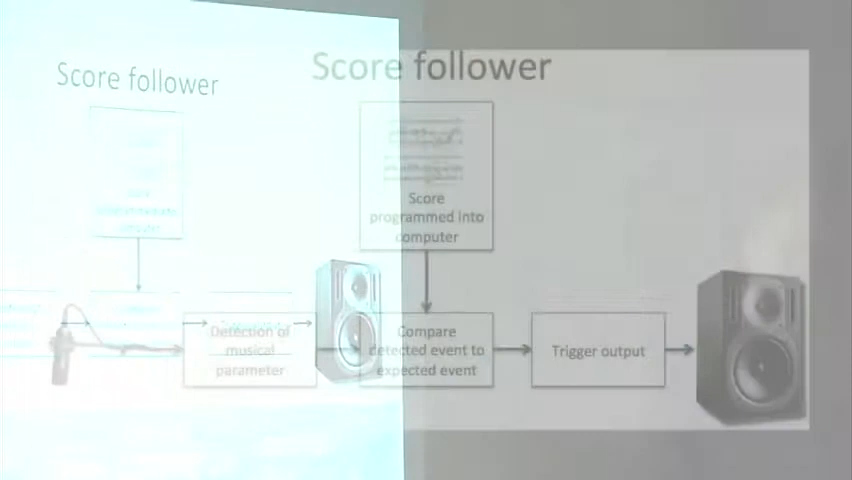 Score follower
Score follower
Score
programmed into
computer
Detection of
musical
parameter
Compare
detected event to
expected event
Trigger output